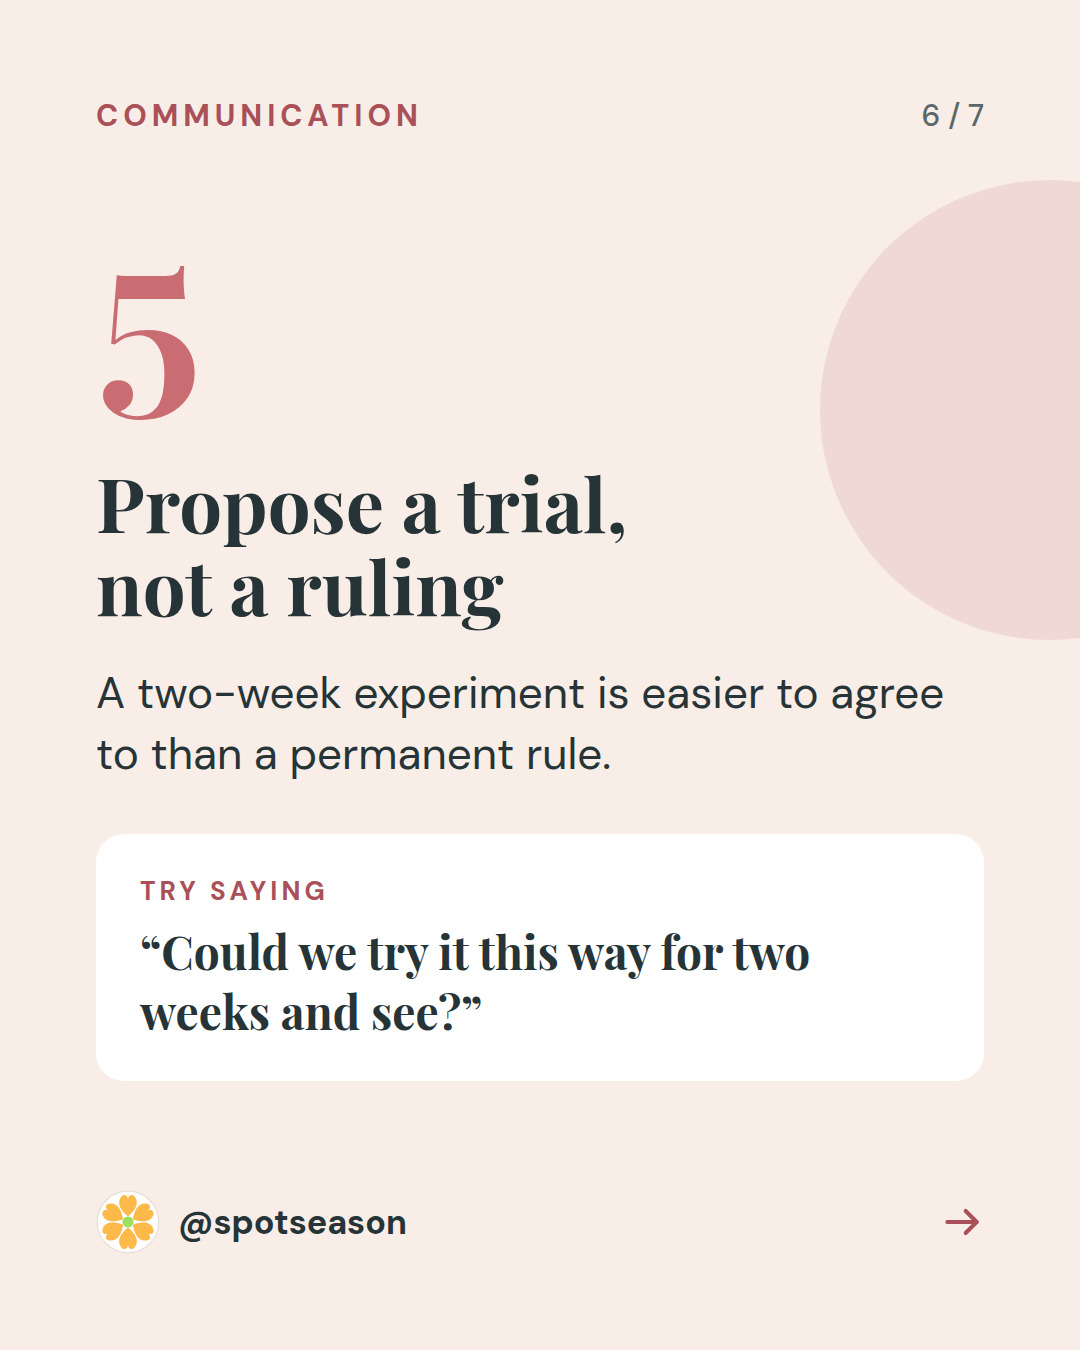 COMMUNICATION
6 / 7
5
Propose a trial,
not a ruling
A two-week experiment is easier to agree
to than a permanent rule.
TRY SAYING
“Could we try it this way for two
weeks and see?”
@spotseason